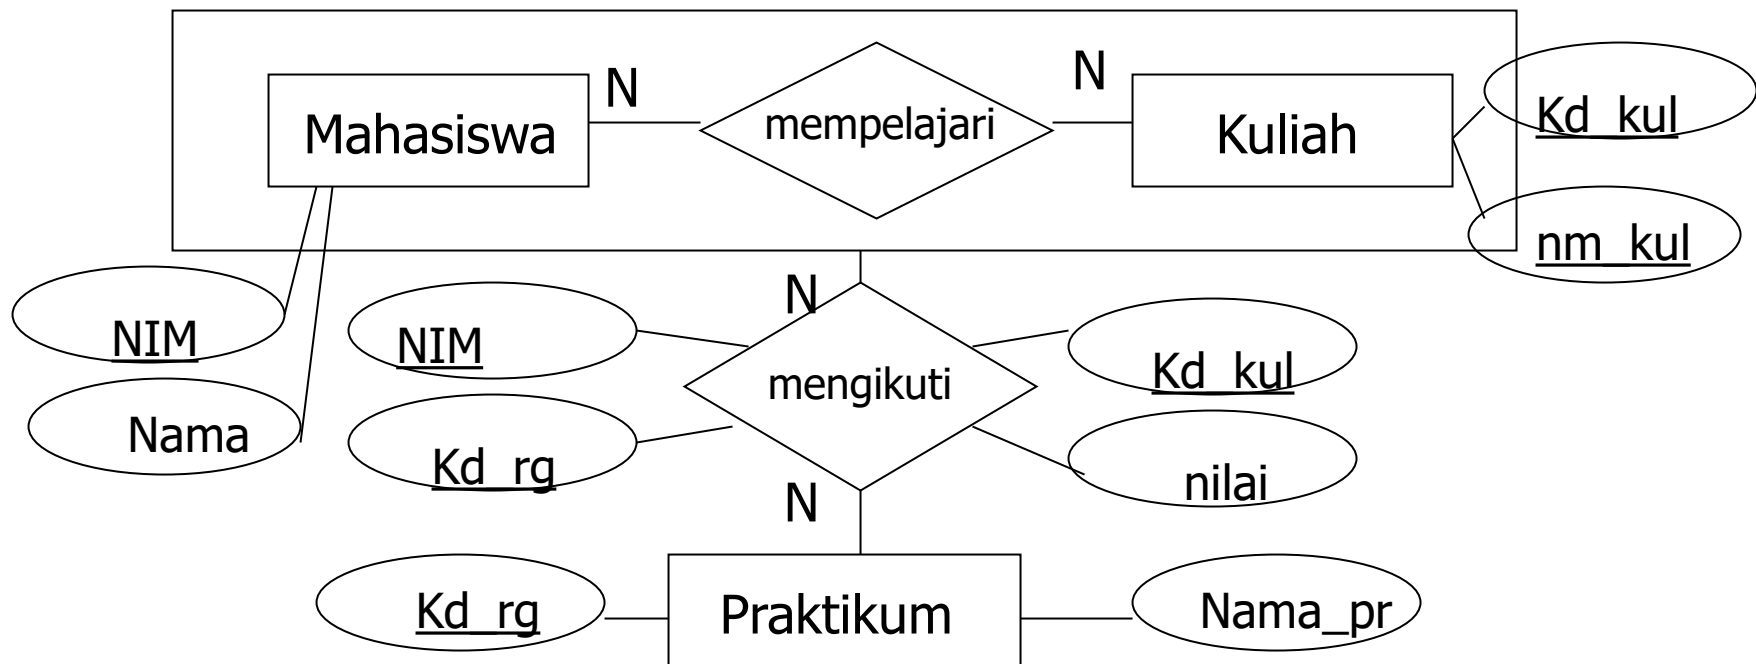 N
N
Mahasiswa
mempelajari
Kuliah
Kd_kul
nm_kul
N
NIM
NIM
Kd_kul
mengikuti
Nama
Kd_rg
nilai
N
Kd_rg
Praktikum
Nama_pr